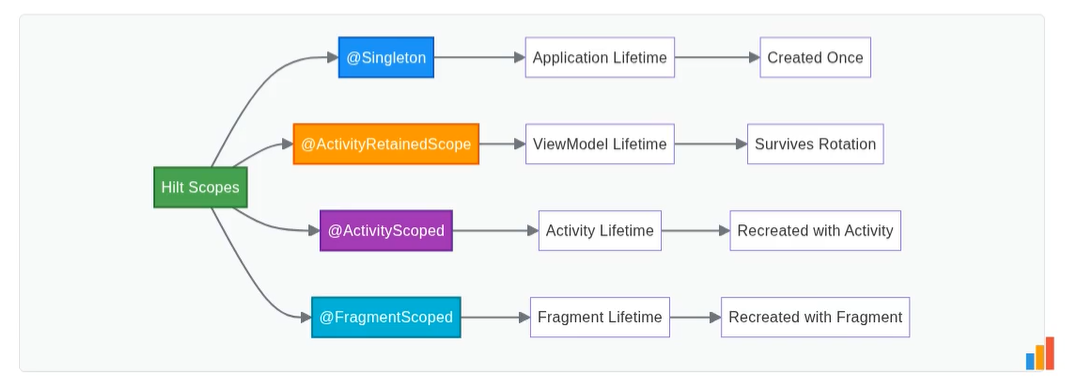 Hilt Scopes
@Singleton
Application Lifetime
Created Once
@ActivityRetainedScope
ViewModel Lifetime
Survives Rotation
@ActivityScoped
Activity Lifetime
Recreated with Activity
@FragmentScoped
Fragment Lifetime
Recreated with Fragment